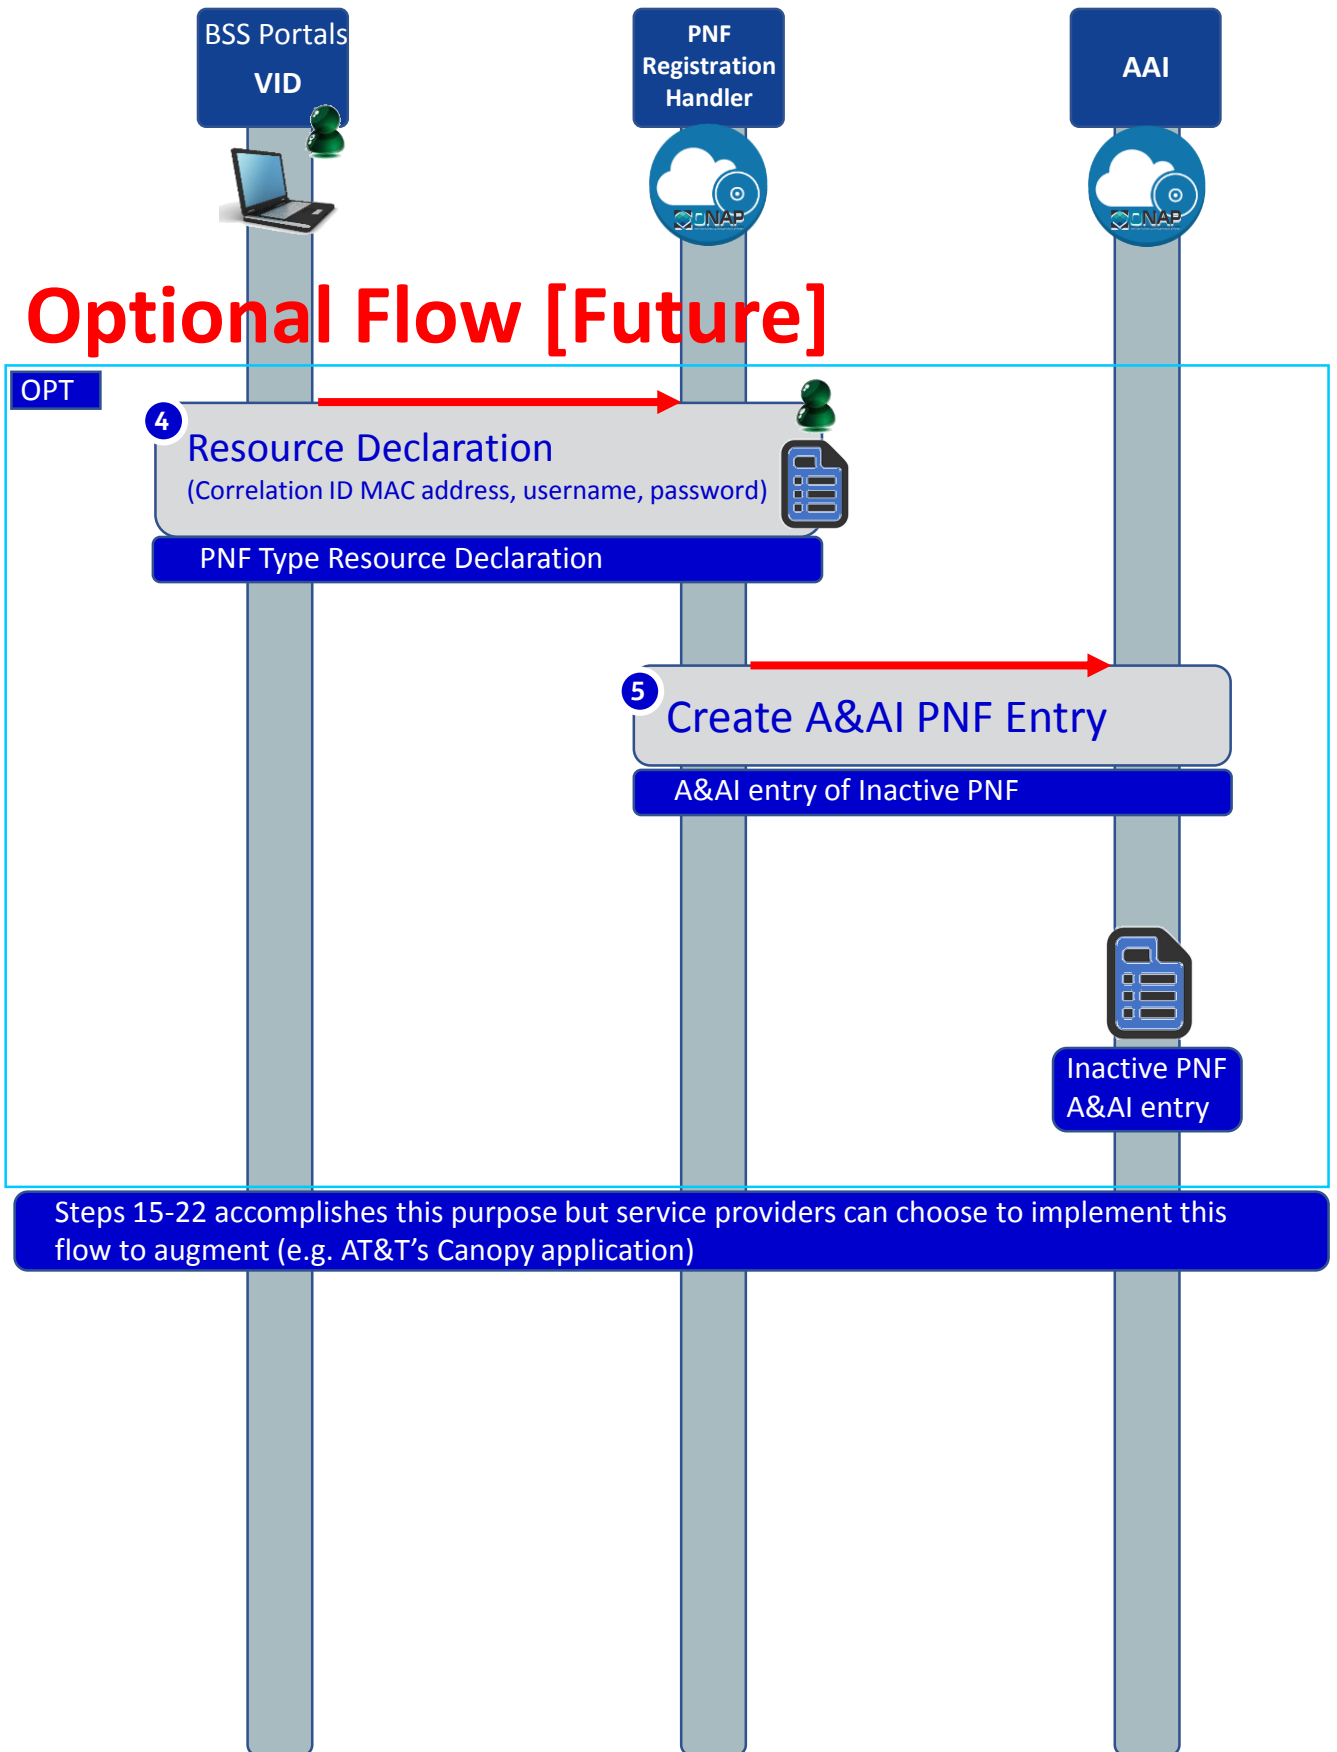 BSS Portals
VID
PNF
Registration
Handler
AAI
ONAP
ONAP
Optional Flow [Future]
OPT
4
Resource Declaration
(Correlation ID MAC address, username, password)
PNF Type Resource Declaration
5
Create A&AI PNF Entry
A&AI entry of Inactive PNF
Inactive PNF
A&AI entry
Steps 15-22 accomplishes this purpose but service providers can choose to implement this
flow to augment (e.g. AT&T’s Canopy application)